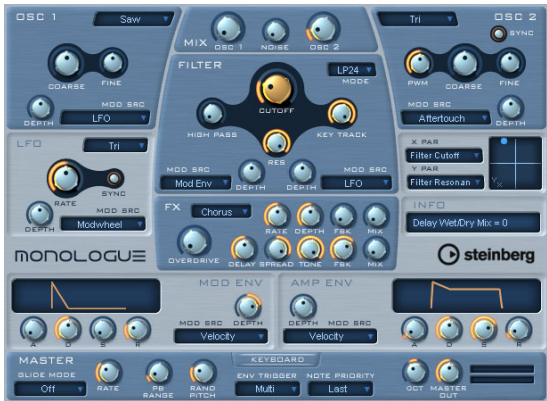 OSC 1
Saw
COARSE
FINE
DEPTH
MOD SRC
LFO
MIX
OSC 1
NOISE
OSC 2
Tri
OSC 2
SYNC
PWM
COARSE
FINE
MOD SRC
Aftertouch
DEPTH
FILTER
LP24
MODE
CUTOFF
HIGH PASS
KEY TRACK
RES
MOD SRC
Mod Env
DEPTH
DEPTH
MOD SRC
LFO
LFO
Tri
RATE
SYNC
DEPTH
MOD SRC
Modwheel
X PAR
Filter Cutoff
Y PAR
Filter Resonan
Y
X
FX
Chorus
RATE
DEPTH
FBK
MIX
OVERDRIVE
DELAY
SPREAD
TONE
FBK
MIX
INFO
Delay Wet/Dry Mix = 0
MONOLOGUE
steinberg
MOD ENV
MOD SRC
DEPTH
Velocity
A
D
S
R
AMP ENV
DEPTH
MOD SRC
Velocity
A
D
S
R
MASTER
KEYBOARD
GLIDE MODE
Off
RATE
PB
RANGE
RAND
PITCH
ENV TRIGGER
Multi
NOTE PRIORITY
Last
OCT
MASTER
OUT